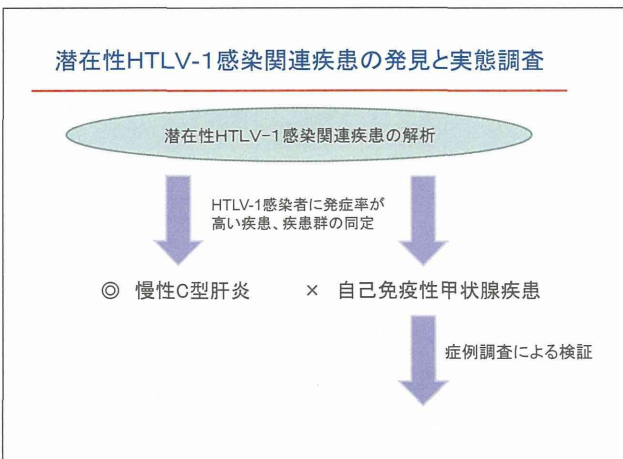 潜在性HTLV-1感染関連疾患の発見と実態調査
潜在性HTLV-1感染関連疾患の解析
HTLV-1感染者に発症率が
高い疾患、疾患群の同定
◎ 慢性C型肝炎 × 自己免疫性甲状腺疾患
症例調査による検証